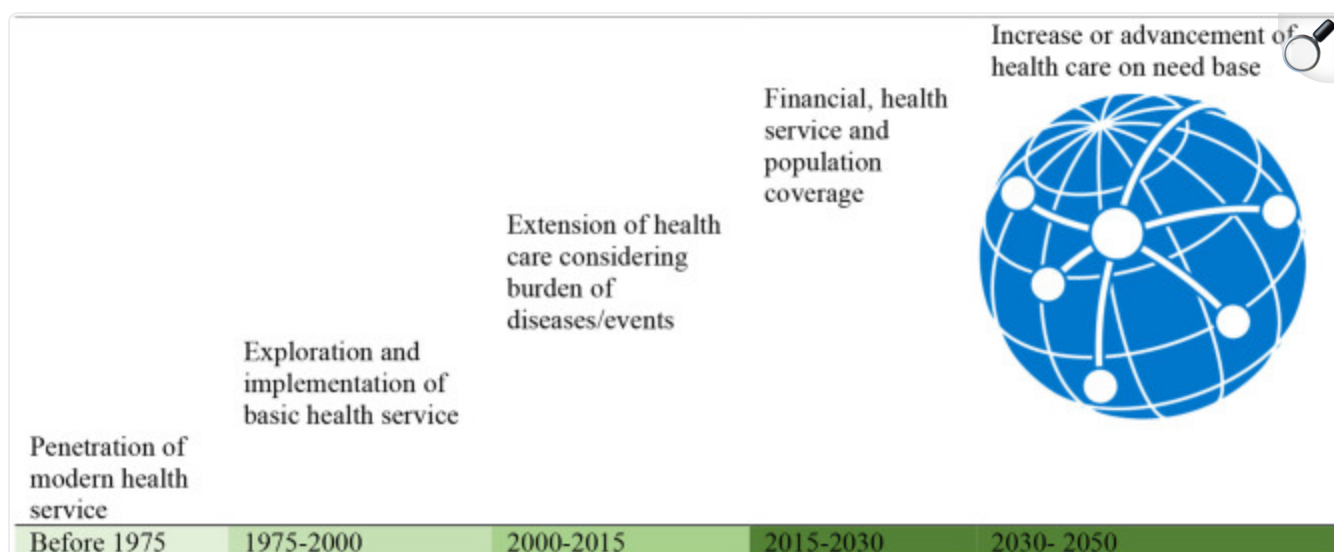 Increase or advancement of
health care on need base
Financial, health
service and
population
coverage
Extension of health
care considering
burden of
diseases/events
Exploration and
implementation of
basic health service
Penetration of
modern health
service
Before 1975
1975-2000
2000-2015
2015-2030
2030- 2050